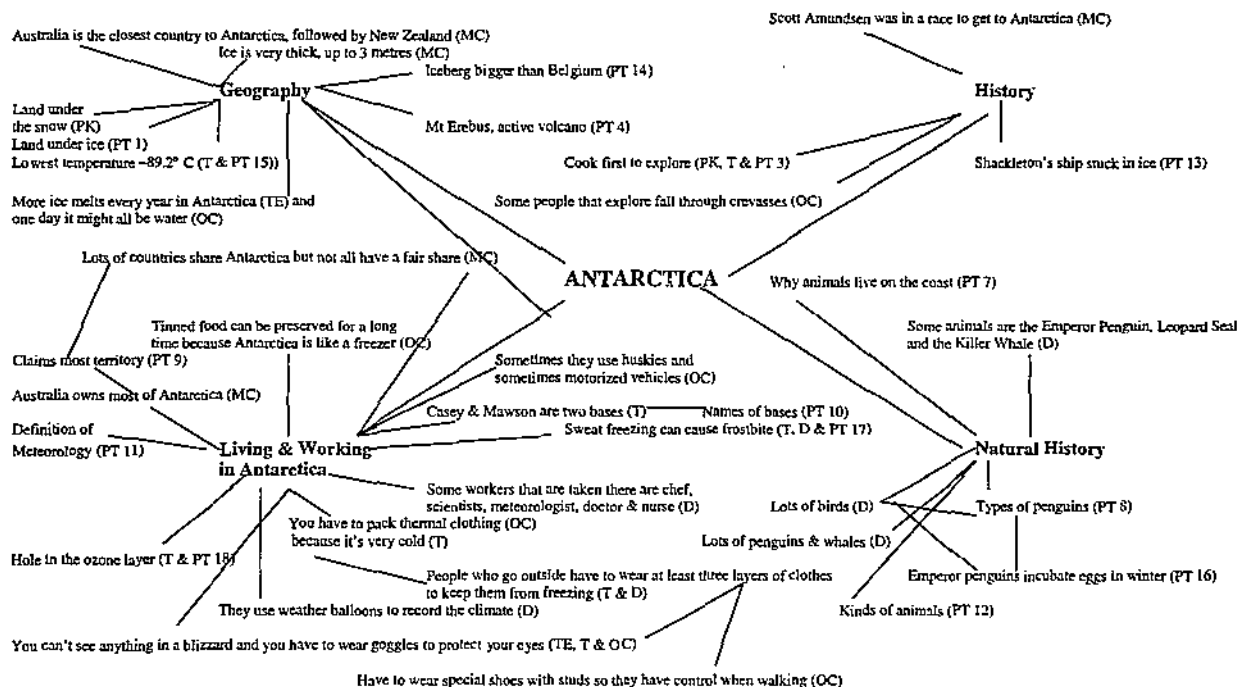 Scott Amundsen was in a race to get to Antarctica (MC)
Australia is the closest country to Antarctica, followed by New Zealand (MC)
Ice is very thick, up to 3 metres (MC)
Iceberg bigger than Belgium (PT 14)
Geography
History
Land under
the snow (PK)
Land under ice (PT 1)
Lowest temperature –89.2° C (T & PT 15))
Mt Erebus, active volcano (PT 4)
Cook first to explore (PK, T & PT 3)
Shackleton's ship stuck in ice (PT 13)
More ice melts every year in Antarctica (TE) and
one day it might all be water (OC)
Some people that explore fall through crevasses (OC)
Lots of countries share Antarctica but not all have a fair share (MC)
ANTARCTICA
Why animals live on the coast (PT 7)
Tinned food can be preserved for a long
time because Antarctica is like a freezer (OC)
Some animals are the Emperor Penguin, Leopard Seal
and the Killer Whale (D)
Claims most territory (PT 9)
Sometimes they use huskies and
sometimes motorized vehicles (OC)
Australia owns most of Antarctica (MC)
Casey & Mawson are two bases (T)
Names of bases (PT 10)
Definition of
Meteorology (PT 11)
Sweat freezing can cause frostbite (T, D & PT 17)
Living & Working
in Antarctica
Natural History
Some workers that are taken there are chef,
scientists, meteorologist, doctor & nurse (D)
Lots of birds (D)
Types of penguins (PT 8)
You have to pack thermal clothing (OC)
because it's very cold (T)
Lots of penguins & whales (D)
Hole in the ozone layer (T & PT 18)
People who go outside have to wear at least three layers of clothes
to keep them from freezing (T & D)
Emperor penguins incubate eggs in winter (PT 16)
They use weather balloons to record the climate (D)
Kinds of animals (PT 12)
You can't see anything in a blizzard and you have to wear goggles to protect your eyes (TE, T & OC)
Have to wear special shoes with studs so they have control when walking (OC)